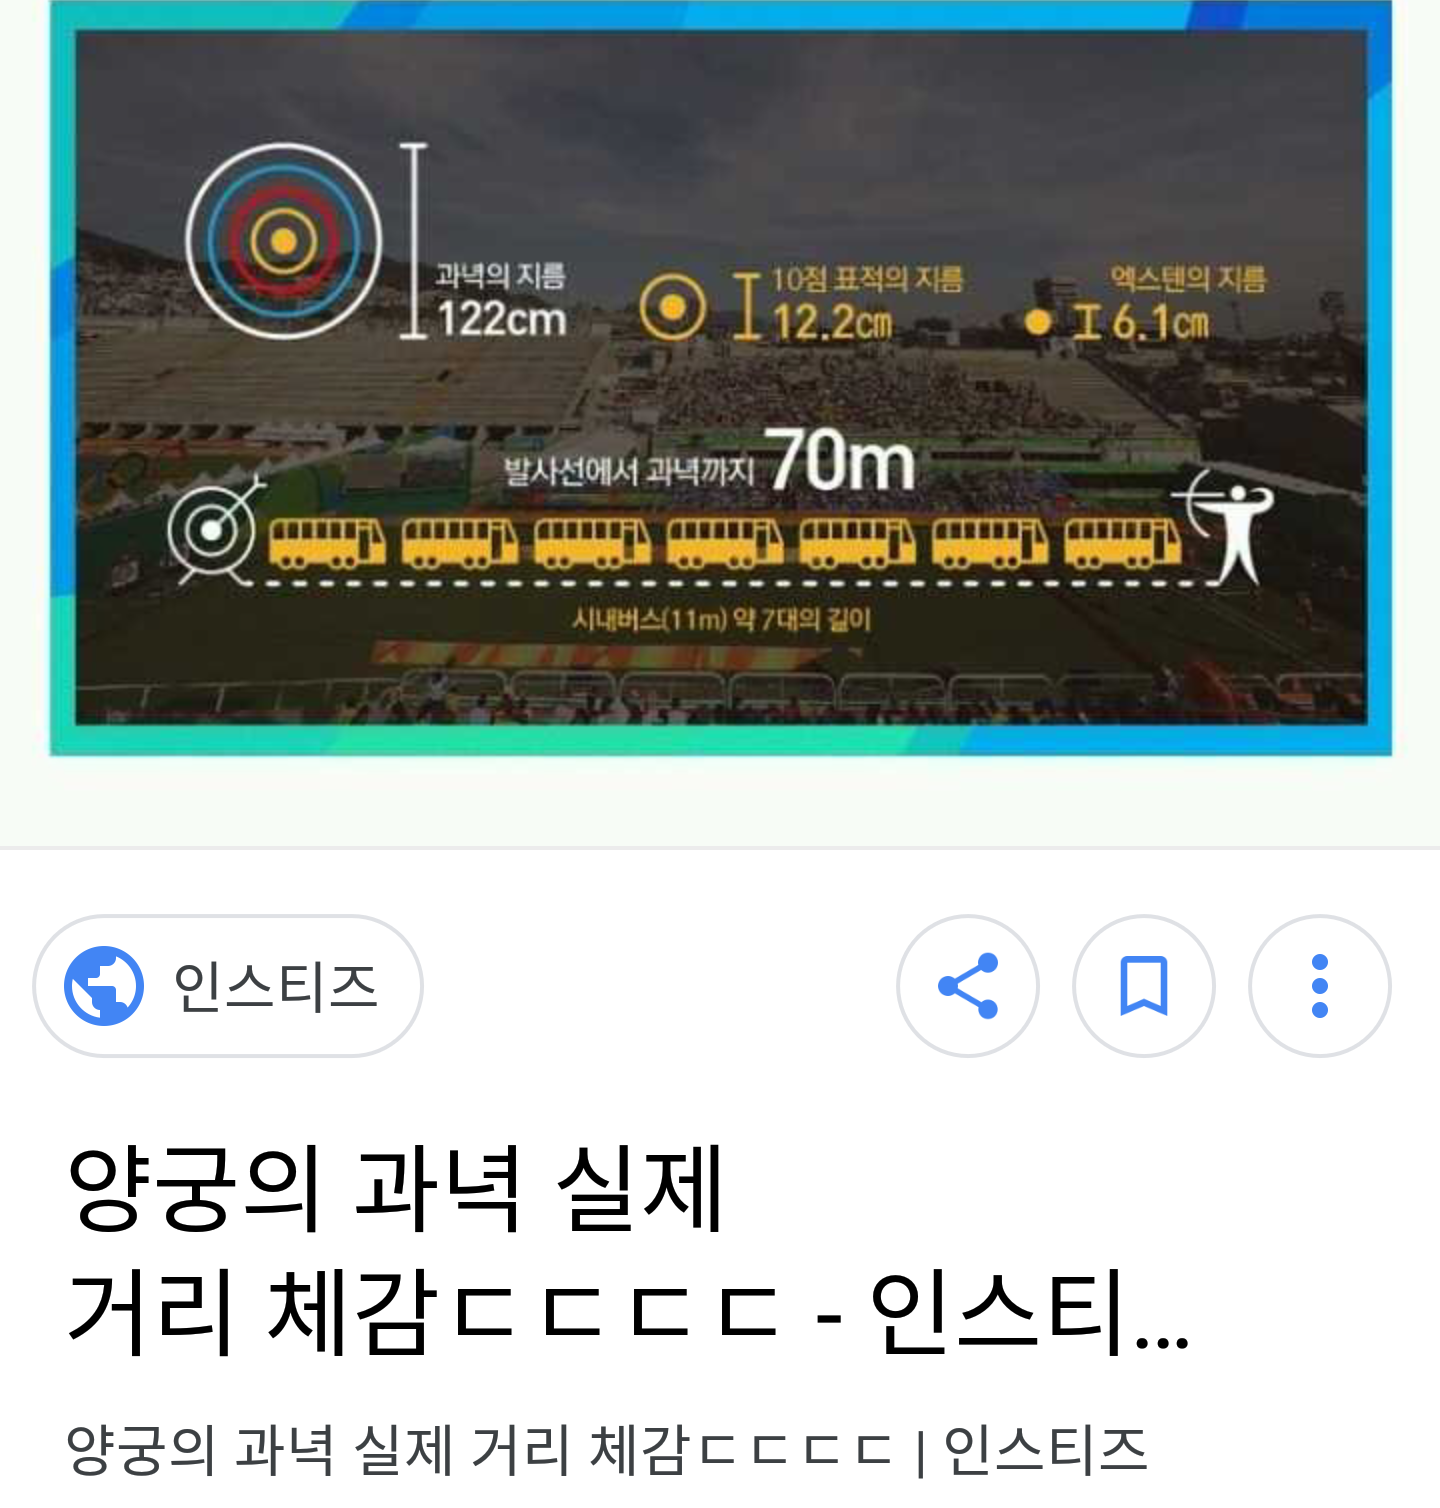 과녁의 지름
122cm
10점 표적의 지름
12.2cm
엑스텐의 지름
6.1cm
발사선에서 과녁까지 70m
시내버스(11m) 약 7대의 길이
인스티즈
양궁의 과녁 실제
거리 체감ㄷㄷㄷㄷ - 인스티...
양궁의 과녁 실제 거리 체감ㄷㄷㄷㄷ | 인스티즈